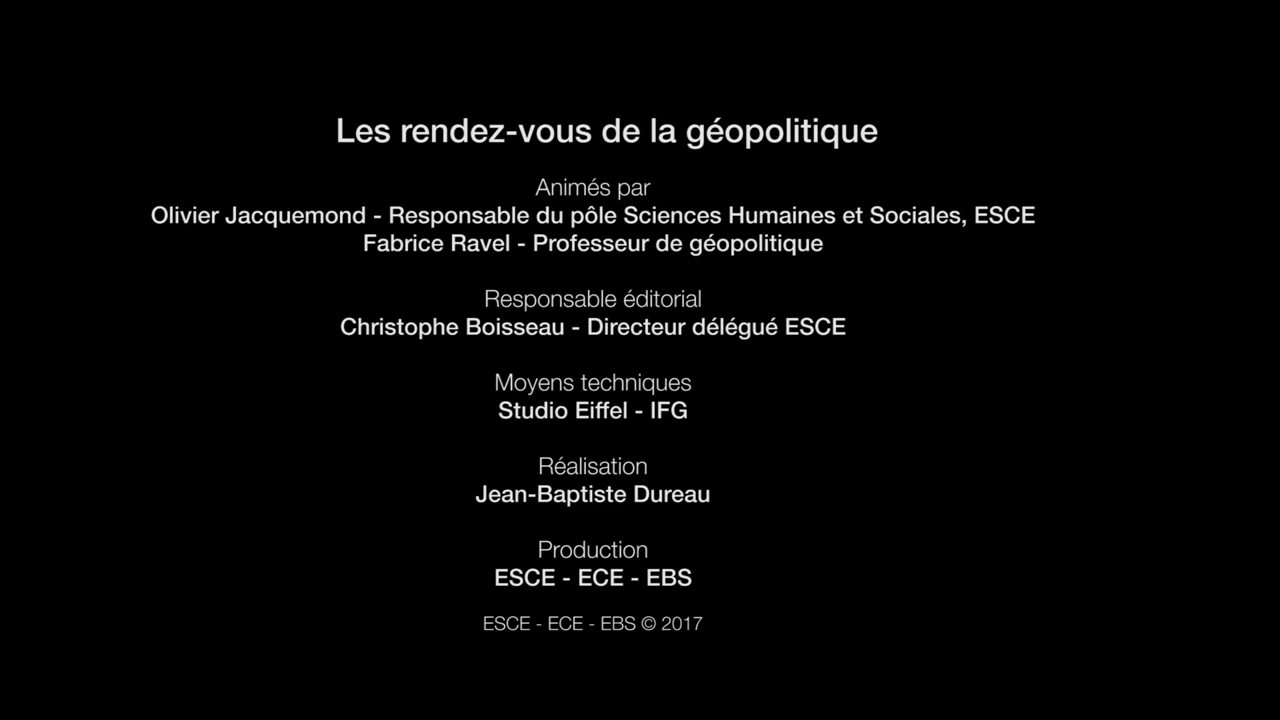 Les rendez-vous de la géopolitique
Animés par
Olivier Jacquemond - Responsable du pôle Sciences Humaines et Sociales, ESCE
Fabrice Ravel - Professeur de géopolitique
Responsable éditorial
Christophe Boisseau - Directeur délégué ESCE
Moyens techniques
Studio Eiffel - IFG
Réalisation
Jean-Baptiste Dureau
Production
ESCE - ECE - EBS
ESCE - ECE - EBS © 2017